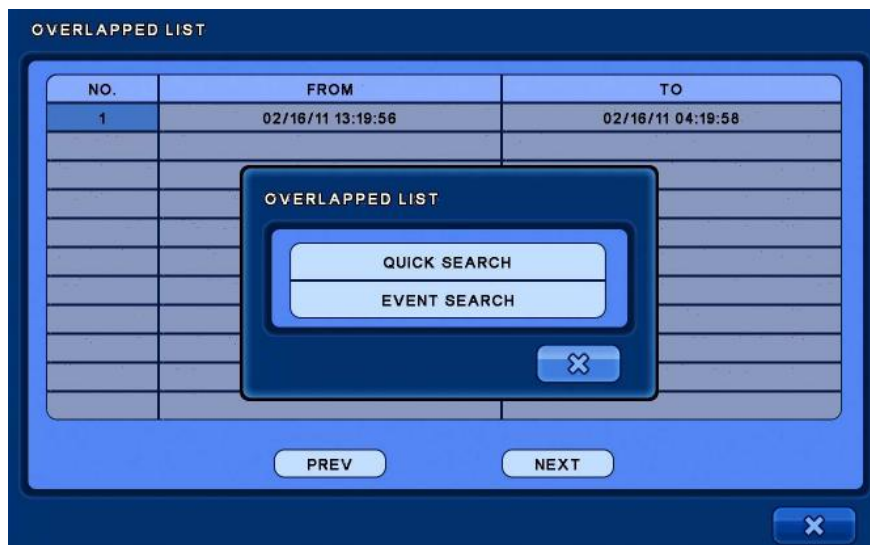 OVERLAPPED LIST
NO. FROM TO
1 02/16/11 13:19:56 02/16/11 04:19:58
OVERLAPPED LIST
QUICK SEARCH
EVENT SEARCH
PREV NEXT